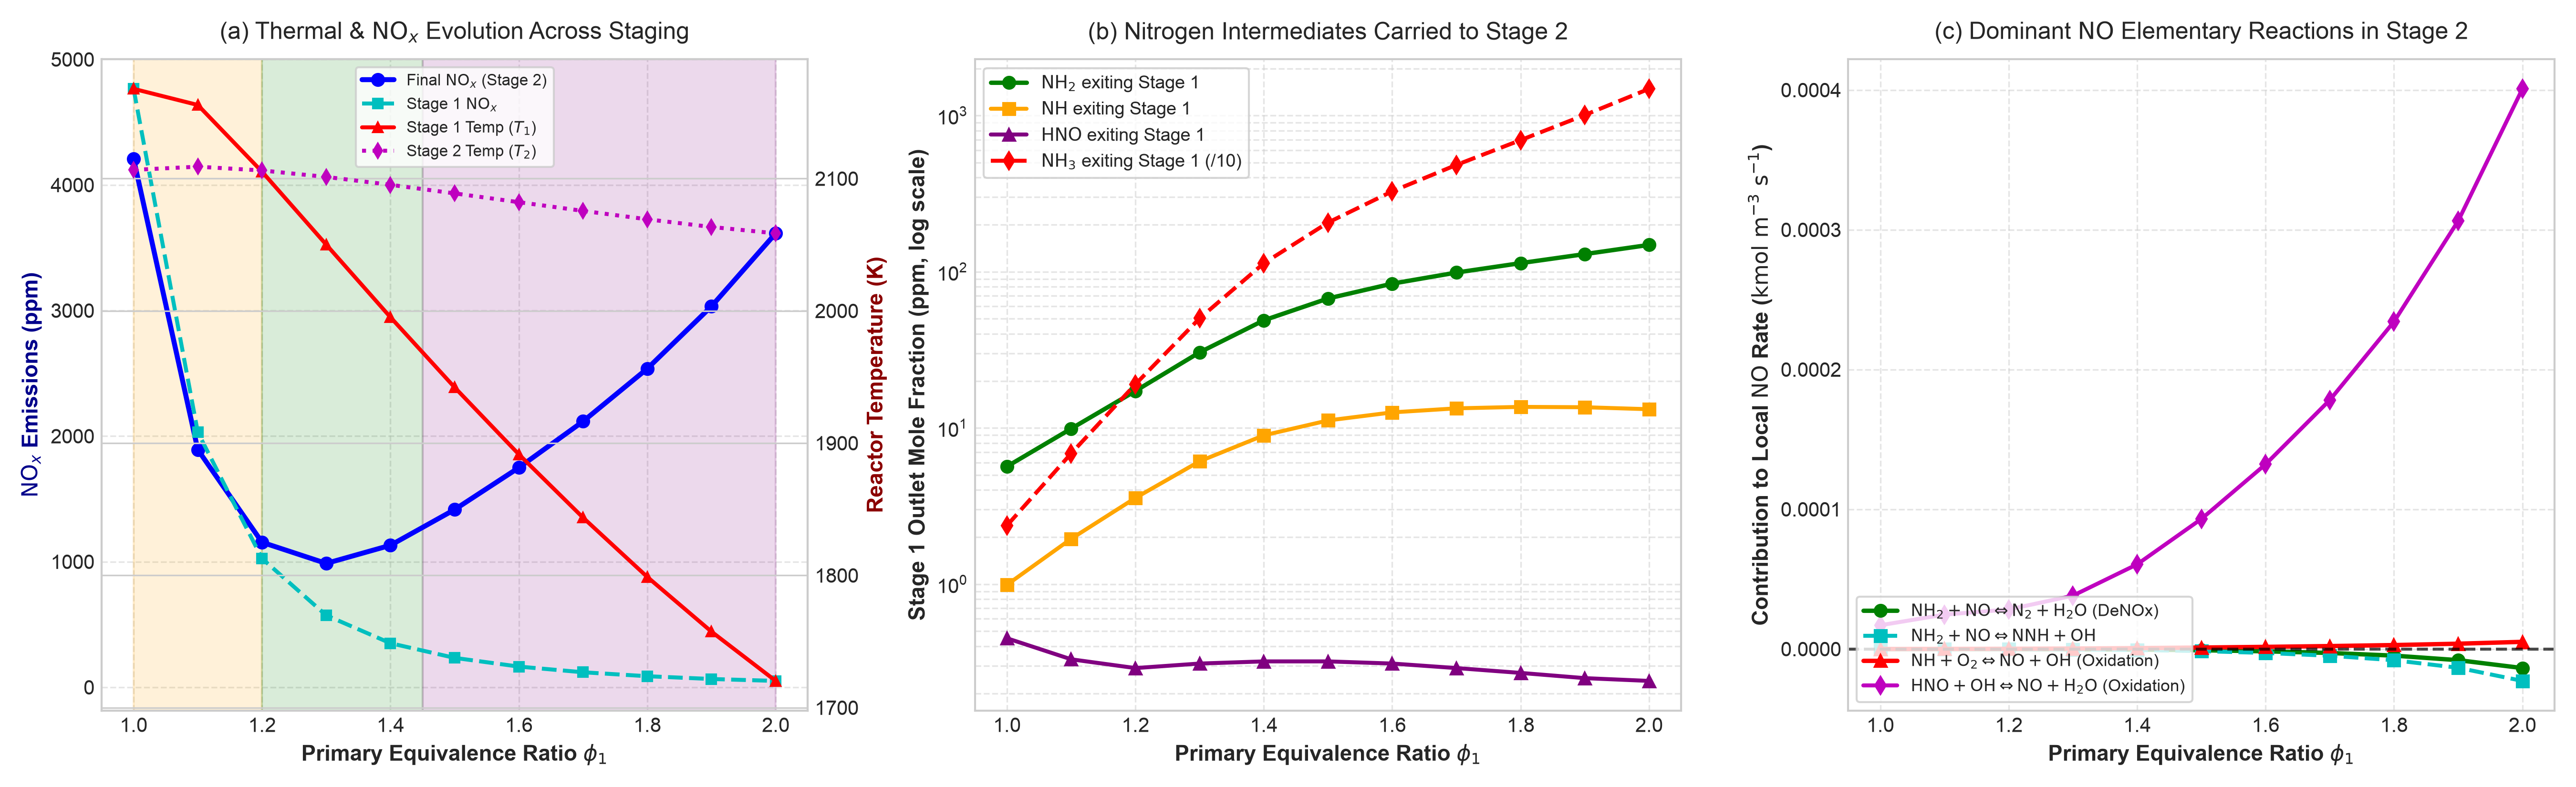 (a) Thermal & NOₓ Evolution Across Staging
NOₓ Emissions (ppm)
5000
4000
3000
2000
1000
0
Final NOₓ (Stage 2)
Stage 1 NOₓ
Stage 1 Temp (T₁)
Stage 2 Temp (T₂)
2100
2000
1900
1800
1700
Reactor Temperature (K)
1.0 1.2 1.4 1.6 1.8 2.0
Primary Equivalence Ratio ϕ₁
(b) Nitrogen Intermediates Carried to Stage 2
Stage 1 Outlet Mole Fraction (ppm, log scale)
10³
10²
10¹
10⁰
NH₂ exiting Stage 1
NH exiting Stage 1
HNO exiting Stage 1
NH₃ exiting Stage 1 (/10)
1.0 1.2 1.4 1.6 1.8 2.0
Primary Equivalence Ratio ϕ₁
(c) Dominant NO Elementary Reactions in Stage 2
Contribution to Local NO Rate (kmol m⁻³ s⁻¹)
0.0004
0.0003
0.0002
0.0001
0.0000
NH₂ + NO ⇔ N₂ + H₂O (DeNOx)
NH₂ + NO ⇔ NNH + OH
NH + O₂ ⇔ NO + OH (Oxidation)
HNO + OH ⇔ NO + H₂O (Oxidation)
1.0 1.2 1.4 1.6 1.8 2.0
Primary Equivalence Ratio ϕ₁